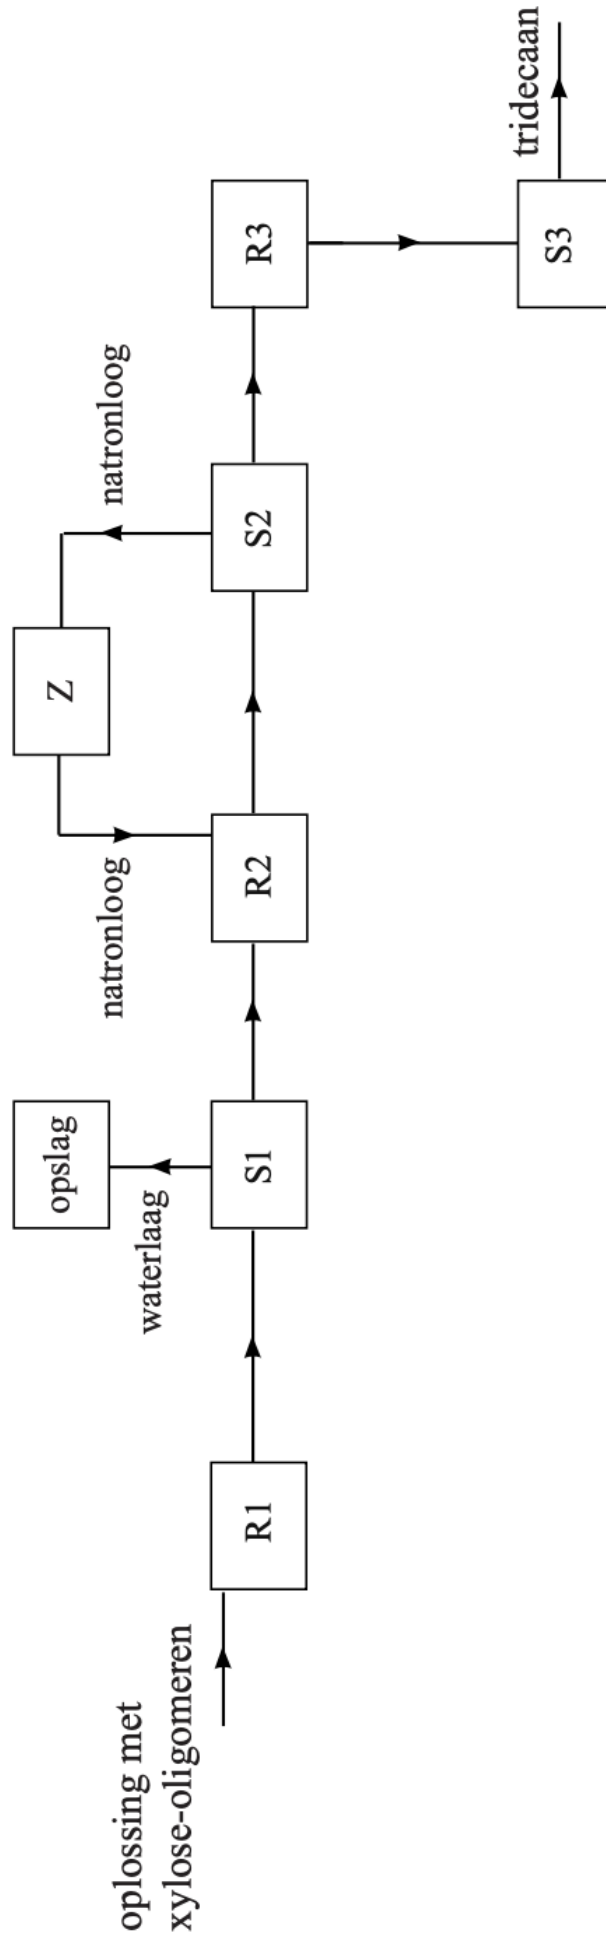 oplossing met
xylose-oligomeren
R1
waterlaag
opslag
S1
natronloog
R2
Z
natronloog
S2
R3
tridecaan
S3